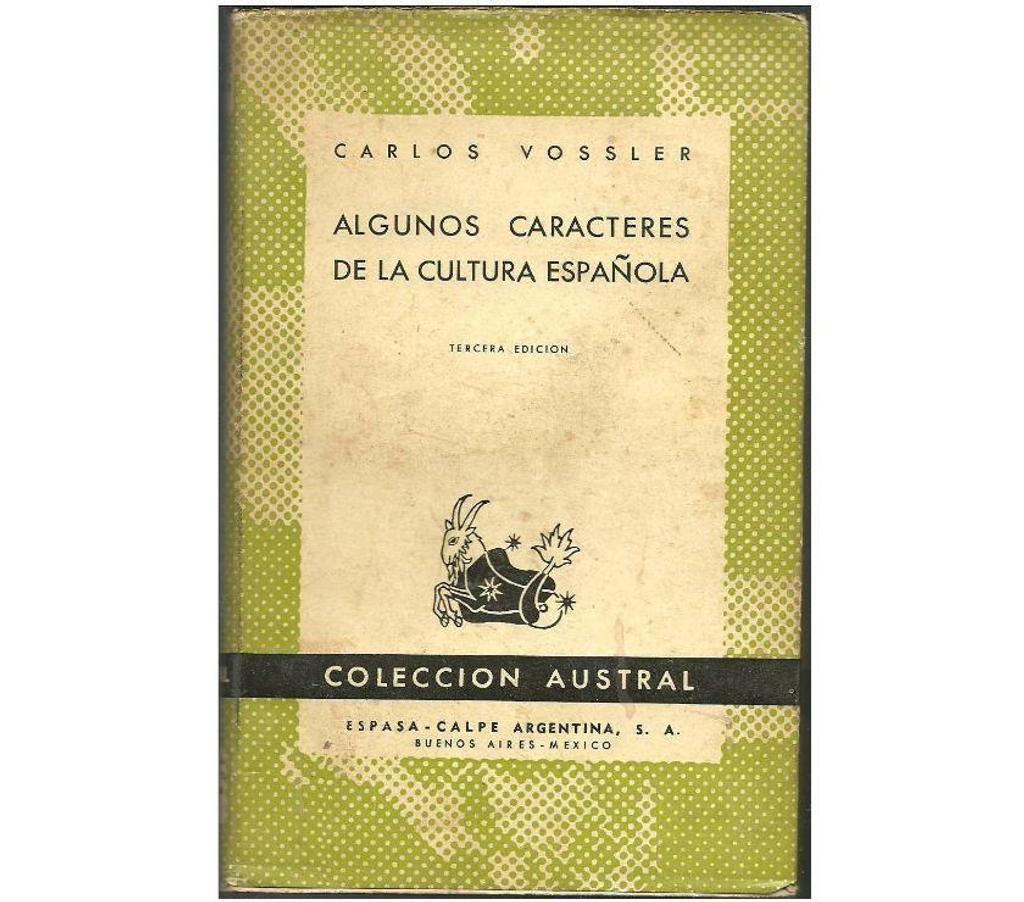 CARLOS VOSSLER
ALGUNOS CARACTERES
DE LA CULTURA ESPAÑOLA
TERCERA EDICION
COLECCION AUSTRAL
ESPASA-CALPE ARGENTINA, S. A.
BUENOS AIRES-MEXICO